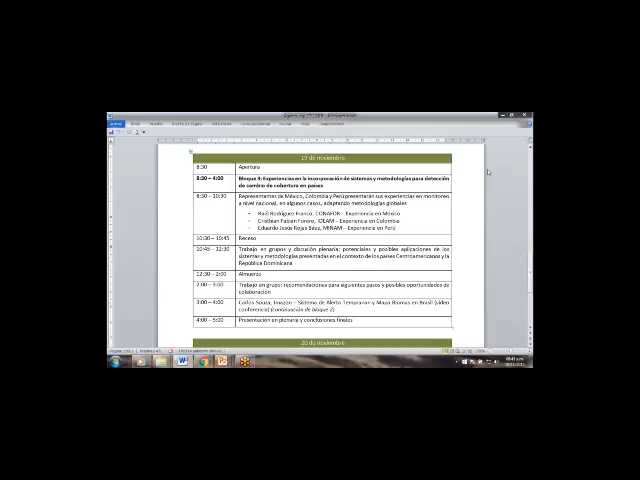 19 de noviembre
8:30 Apertura
8:30 – 4:00 Bloque 3: Experiencias en la incorporación de sistemas y metodologías para detección
de cambio de cobertura en países
8:30 – 10:30 Representantes de México, Colombia y Perú presentarán sus experiencias en monitoreo
a nivel nacional, en algunos casos, adaptando metodologías globales
- Raúl Rodríguez Franco, CONAFOR – Experiencia en México
- Cristhian Fabian Forero, IDEAM – Experiencia en Colombia
- Eduardo Jesús Rojas Báez, MINAM – Experiencia en Perú
10:30 – 10:45 Receso
10:45 – 12:30 Trabajo en grupos y discusión plenaria: potenciales y posibles aplicaciones de los
sistemas y metodologías presentadas en el contexto de los países Centroamericanos y la
República Dominicana
12:30 – 2:00 Almuerzo
2:00 – 3:00 Trabajo en grupo: recomendaciones para siguientes pasos y posibles oportunidades de
colaboración
3:00 – 4:00 Carlos Souza, Imazon – Sistema de Alerta Temprana y Mapa Biomas en Brasil (video
conferencia) (continuación de bloque 2)
4:00 – 5:00 Presentación en plenaria y conclusiones finales
20 de noviembre